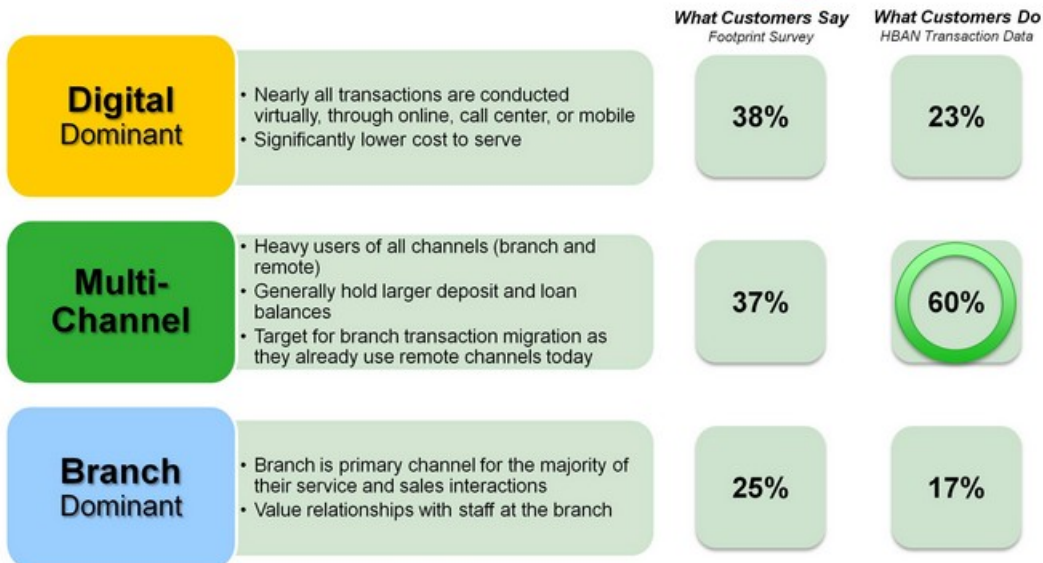 What Customers Say
Footprint Survey
What Customers Do
HBAN Transaction Data
Digital
Dominant
• Nearly all transactions are conducted
virtually, through online, call center, or mobile
• Significantly lower cost to serve
38%
23%
Multi-
Channel
• Heavy users of all channels (branch and
remote)
• Generally hold larger deposit and loan
balances
• Target for branch transaction migration as
they already use remote channels today
37%
60%
Branch
Dominant
• Branch is primary channel for the majority of
their service and sales interactions
• Value relationships with staff at the branch
25%
17%